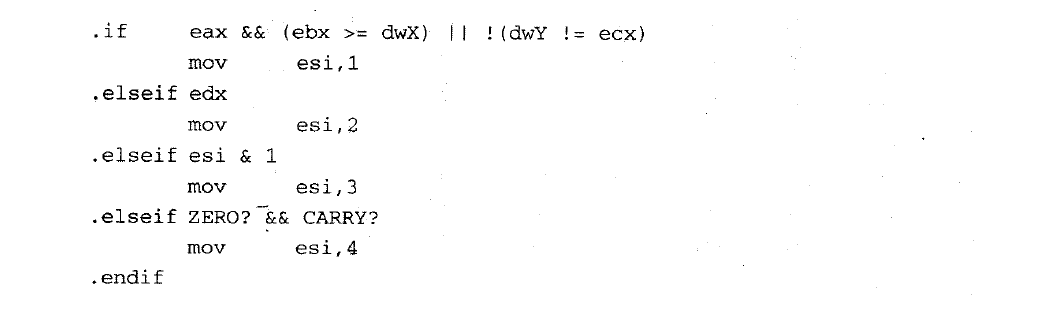 .if eax && (ebx >= dwX) || !(dwY != ecx)
mov esi,1
.elseif edx
mov esi,2
.elseif esi & 1
mov esi,3
.elseif ZERO? && CARRY?
mov esi,4
.endif